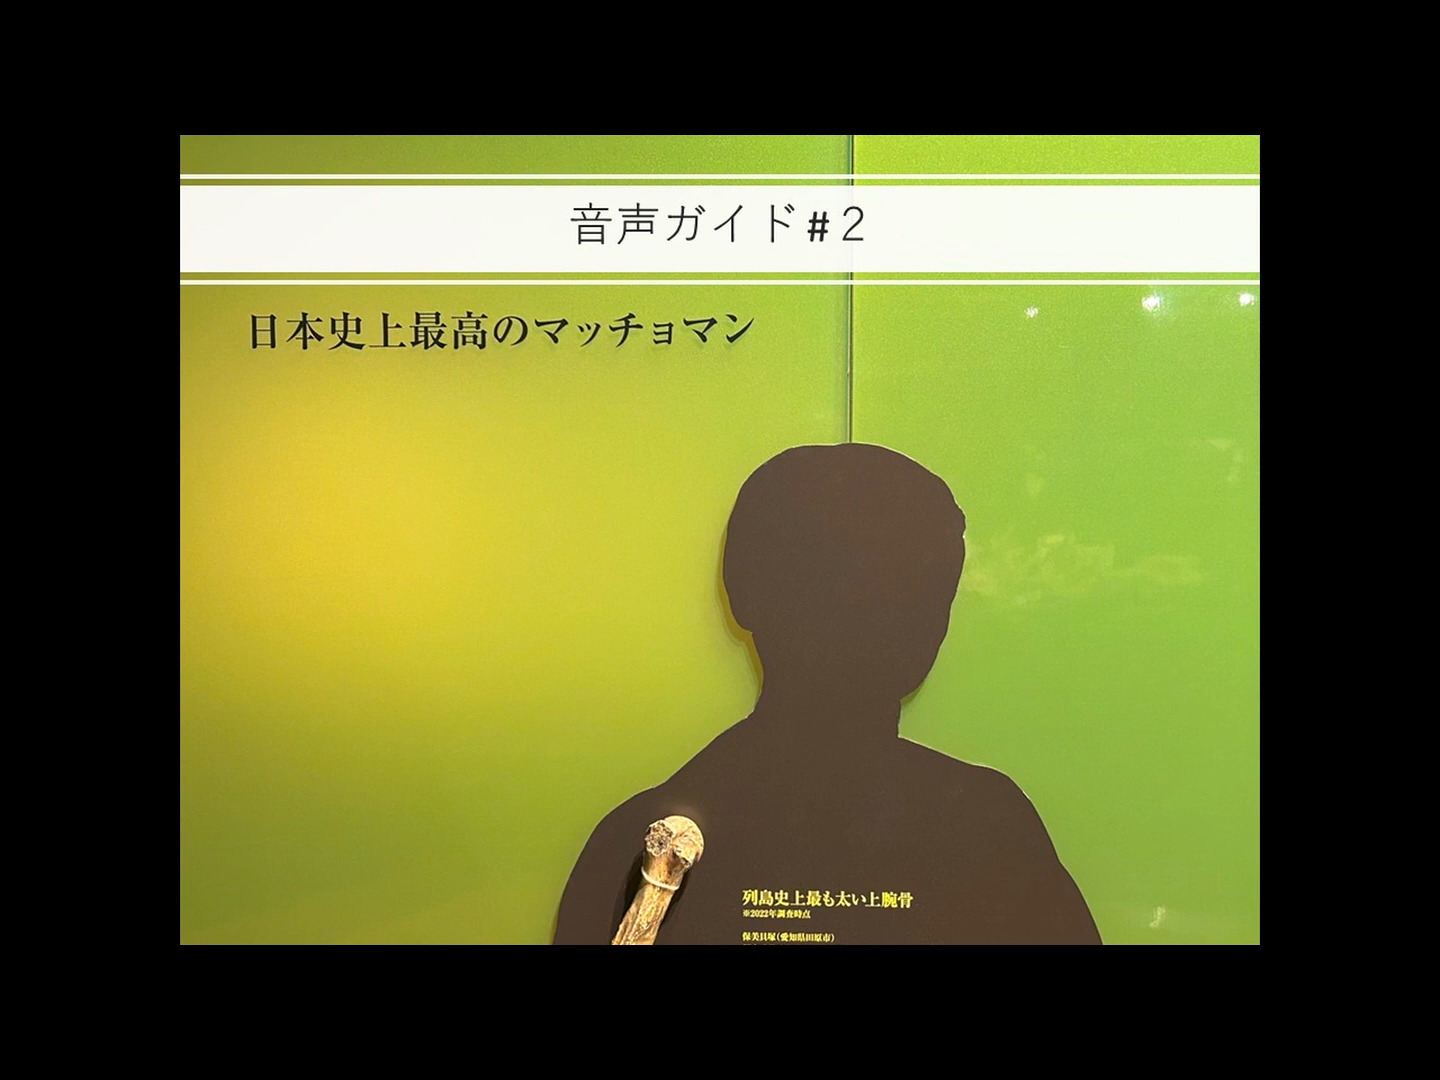 音声ガイド#2
日本史上最高のマッチョマン
列島史上最も太い上腕骨
※2022年調査時点
保美貝塚（愛知県田原市）